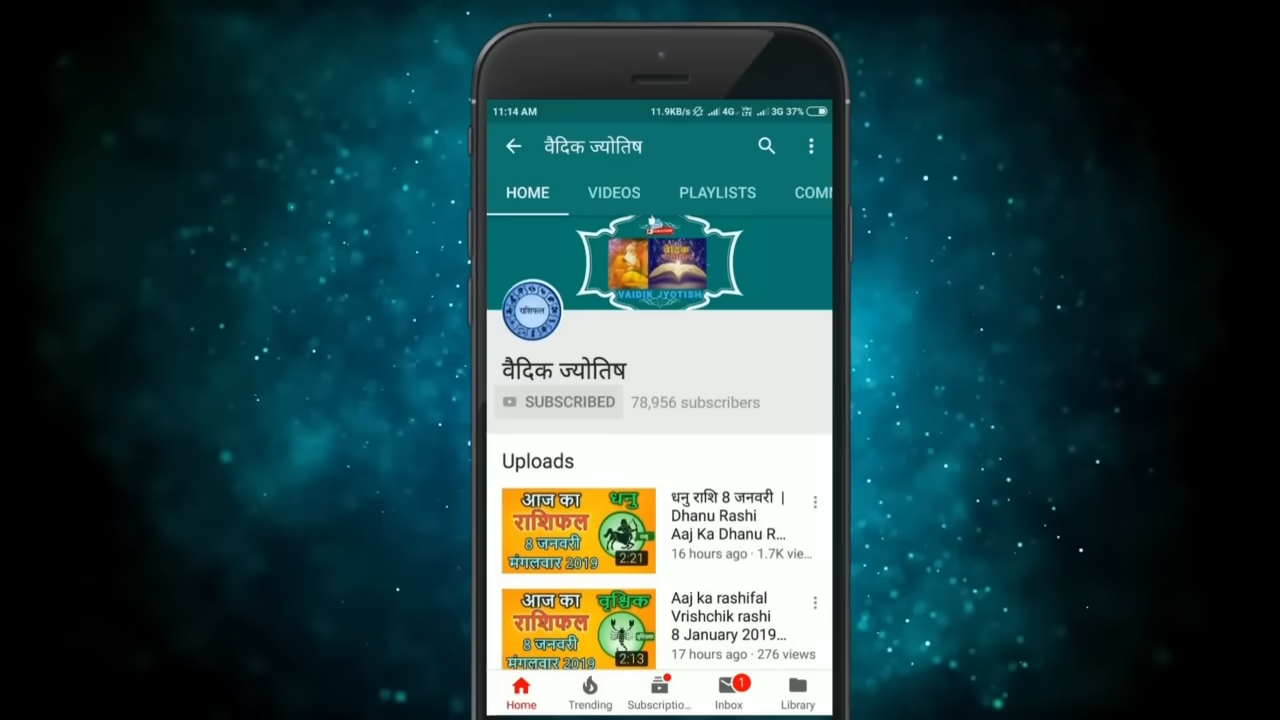 11:14 AM 11.9KB/s 4G VoLTE 3G 37%
वैदिक ज्योतिष
HOME VIDEOS PLAYLISTS COMM
वैदिक
VAIDIK JYOTISH
राशिफल
वैदिक ज्योतिष
SUBSCRIBED 78,956 subscribers
Uploads
आज का धनु
राशिफल
8 जनवरी
मंगलवार 2019 2:21
धनु राशि 8 जनवरी |
Dhanu Rashi
Aaj Ka Dhanu R...
16 hours ago · 1.7K vie...
आज का वृश्चिक
राशिफल
8 जनवरी
मंगलवार 2019 2:13
Aaj ka rashifal
Vrishchik rashi
8 January 2019...
17 hours ago · 276 views
1
Home Trending Subscriptio... Inbox Library